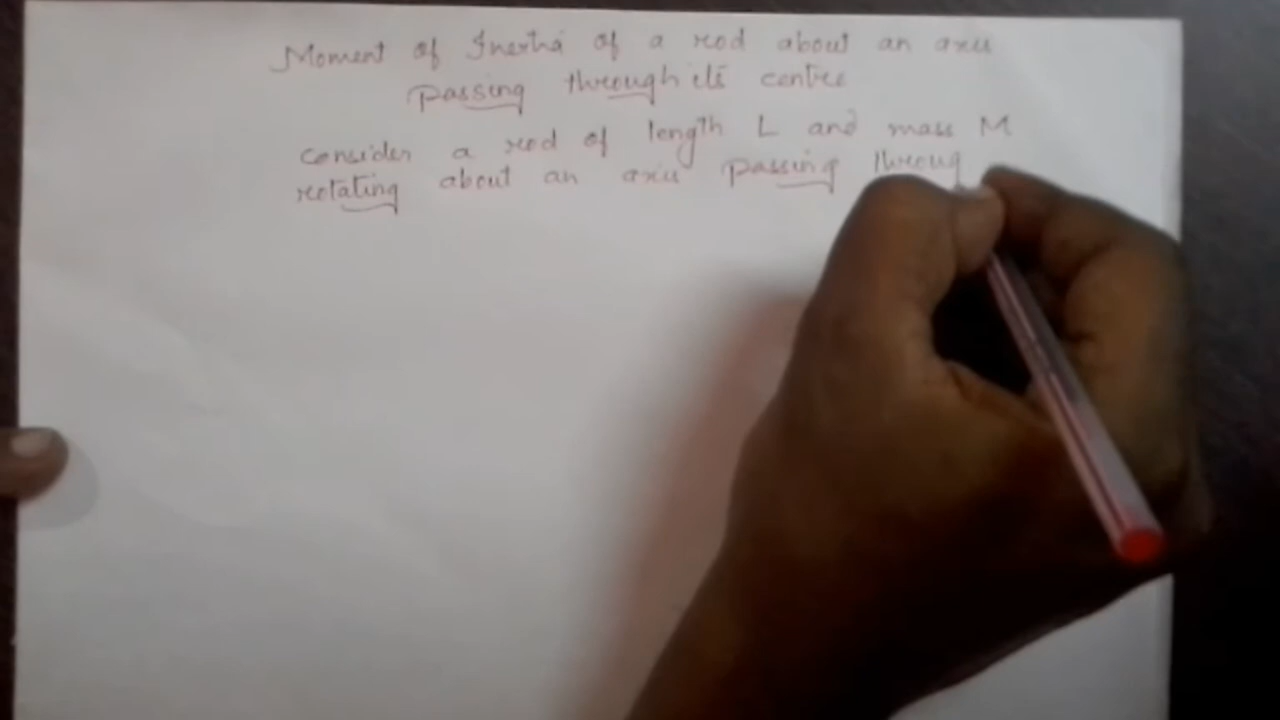 Moment of Inertia of a rod about an axis
passing through its centre
Consider a rod of length L and mass M
rotating about an axis passing throug